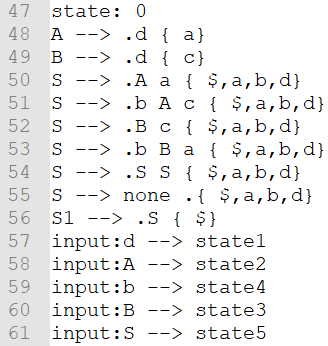 47 state: 0
48 A --> .d { a}
49 B --> .d { c}
50 S --> .A a { $,a,b,d}
51 S --> .b A c { $,a,b,d}
52 S --> .B c { $,a,b,d}
53 S --> .b B a { $,a,b,d}
54 S --> .S S { $,a,b,d}
55 S --> none .{ $,a,b,d}
56 S1 --> .S { $}
57 input:d --> state1
58 input:A --> state2
59 input:b --> state4
60 input:B --> state3
61 input:S --> state5